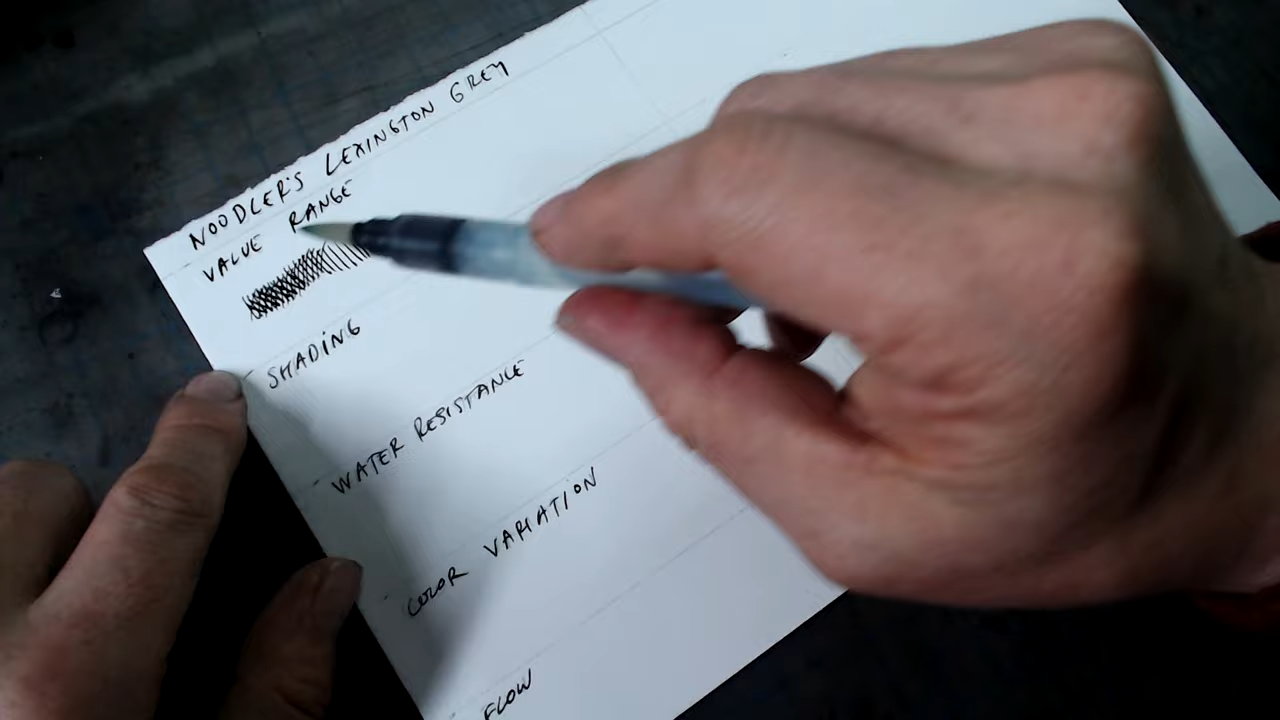 NOODLER'S LEXINGTON GREY
VALUE RANGE
SHADING
WATER RESISTANCE
COLOR VARIATION
FLOW